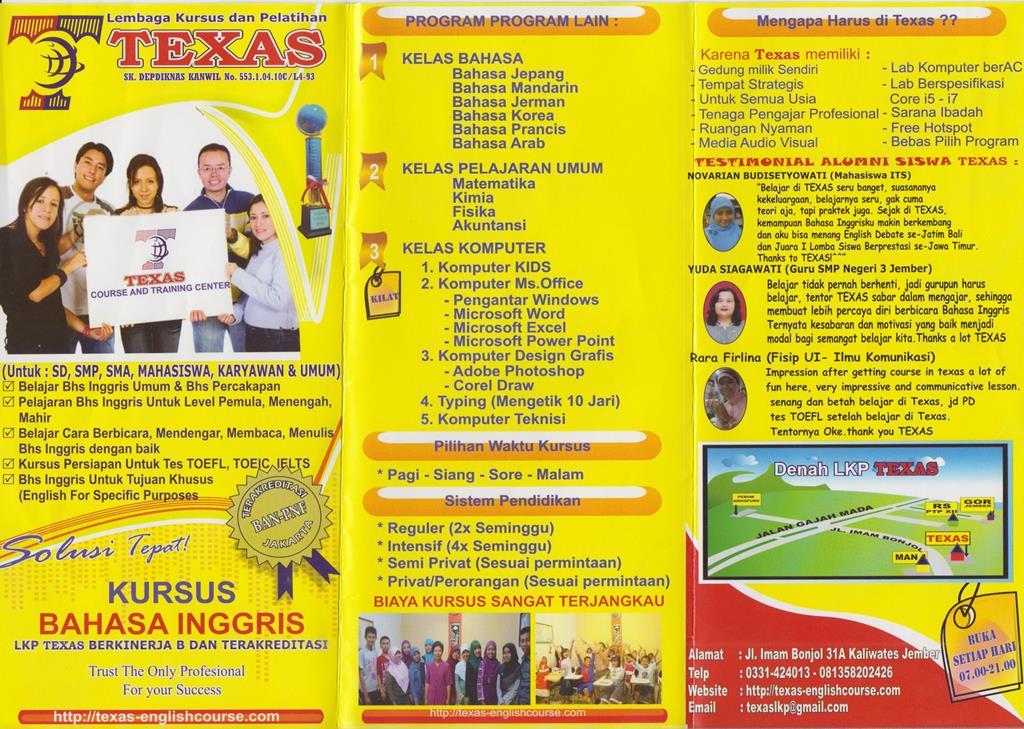 Lembaga Kursus dan Pelatihan
TEXAS
SK. DEPDIKNAS KANWIL No. 553.1.04.10C/L4-93
TEXAS
COURSE AND TRAINING CENTER
(Untuk : SD, SMP, SMA, MAHASISWA, KARYAWAN & UMUM)
Belajar Bhs Inggris Umum & Bhs Percakapan
Pelajaran Bhs Inggris Untuk Level Pemula, Menengah,
Mahir
Belajar Cara Berbicara, Mendengar, Membaca, Menulis
Bhs Inggris dengan baik
Kursus Persiapan Untuk Tes TOEFL, TOEIC, IELTS
Bhs Inggris Untuk Tujuan Khusus
(English For Specific Purposes
TERAKREDITASI
BAN-PNF
JAKARTA
Solusi Tepat!
KURSUS
BAHASA INGGRIS
LKP TEXAS BERKINERJA B DAN TERAKREDITASI
Trust The Only Profesional
For your Success
http://texas-englishcourse.com
PROGRAM PROGRAM LAIN :
1 KELAS BAHASA
Bahasa Jepang
Bahasa Mandarin
Bahasa Jerman
Bahasa Korea
Bahasa Prancis
Bahasa Arab
2 KELAS PELAJARAN UMUM
Matematika
Kimia
Fisika
Akuntansi
3 KELAS KOMPUTER
KILAT
1. Komputer KIDS
2. Komputer Ms.Office
- Pengantar Windows
- Microsoft Word
- Microsoft Excel
- Microsoft Power Point
3. Komputer Design Grafis
- Adobe Photoshop
- Corel Draw
4. Typing (Mengetik 10 Jari)
5. Komputer Teknisi
Pilihan Waktu Kursus
* Pagi - Siang - Sore - Malam
Sistem Pendidikan
* Reguler (2x Seminggu)
* Intensif (4x Seminggu)
* Semi Privat (Sesuai permintaan)
* Privat/Perorangan (Sesuai permintaan)
BIAYA KURSUS SANGAT TERJANGKAU
http://texas-englishcourse.com
Mengapa Harus di Texas ??
Karena Texas memiliki :
- Gedung milik Sendiri
- Tempat Strategis
- Untuk Semua Usia
- Tenaga Pengajar Profesional
- Ruangan Nyaman
- Media Audio Visual
- Lab Komputer berAC
- Lab Berspesifikasi
Core i5 - i7
- Sarana Ibadah
- Free Hotspot
- Bebas Pilih Program
TESTIMONIAL ALUMNI SISWA TEXAS :
NOVARIAN BUDISETYOWATI (Mahasiswa ITS)
"Belajar di TEXAS seru banget, suasananya
kekeluargaan, belajarnya seru, gak cuma
teori aja, tapi praktek juga. Sejak di TEXAS,
kemampuan Bahasa Inggrisku makin berkembang
dan aku bisa menang English Debate se-Jatim Bali
dan Juara I Lomba Siswa Berprestasi se-Jawa Timur.
Thanks to TEXAS!^^"
YUDA SIAGAWATI (Guru SMP Negeri 3 Jember)
Belajar tidak pernah berhenti, jadi gurupun harus
belajar, tentor TEXAS sabar dalam mengajar, sehingga
membuat lebih percaya diri berbicara Bahasa Inggris
Ternyata kesabaran dan motivasi yang baik menjadi
modal bagi semangat belajar kita.Thanks a lot TEXAS
Rara Firlina (Fisip UI- Ilmu Komunikasi)
Impression after getting course in texas a lot of
fun here, very impressive and communicative lesson.
senang dan betah belajar di Texas, jd PD
tes TOEFL setelah belajar di Texas.
Tentornya Oke.thank you TEXAS
Denah LKP TEXAS
PERUM
JALAN GAJAH MADA
JL. IMAM BONJOL
RS
PTP XII
GOR
JEMBER
TEXAS
MAN
BUKA
SETIAP HARI
07.00-21.00
Alamat : Jl. Imam Bonjol 31A Kaliwates Jember
Telp : 0331-424013 - 081358202426
Website : http://texas-englishcourse.com
Email : texaslkp@gmail.com